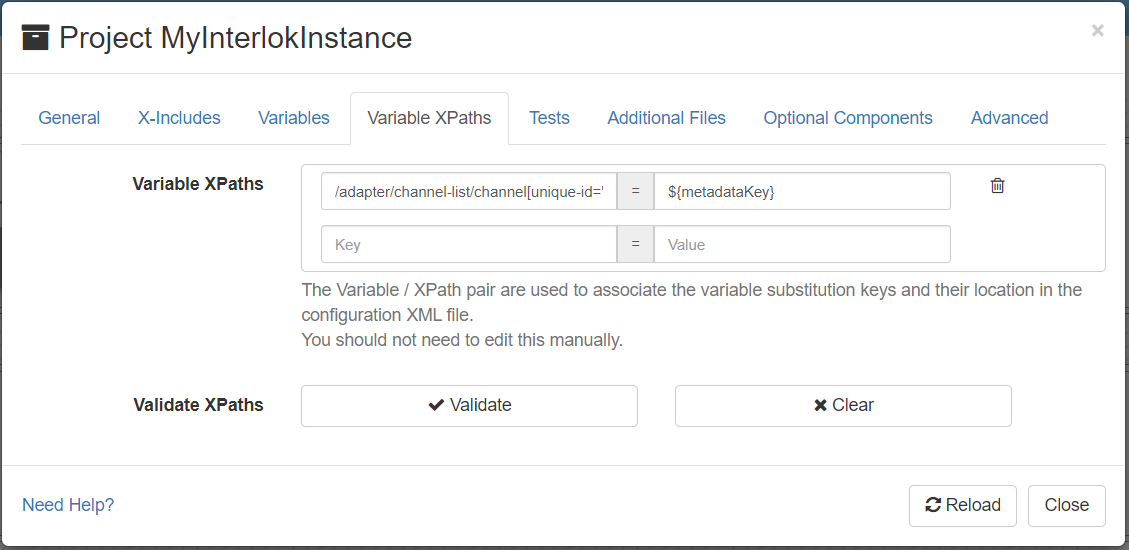 Project MyInterlokInstance
×
General X-Includes Variables Variable XPaths Tests Additional Files Optional Components Advanced
Variable XPaths
/adapter/channel-list/channel[unique-id=' = ${metadataKey}
Key = Value
The Variable / XPath pair are used to associate the variable substitution keys and their location in the
configuration XML file.
You should not need to edit this manually.
Validate XPaths Validate Clear
Need Help? Reload Close